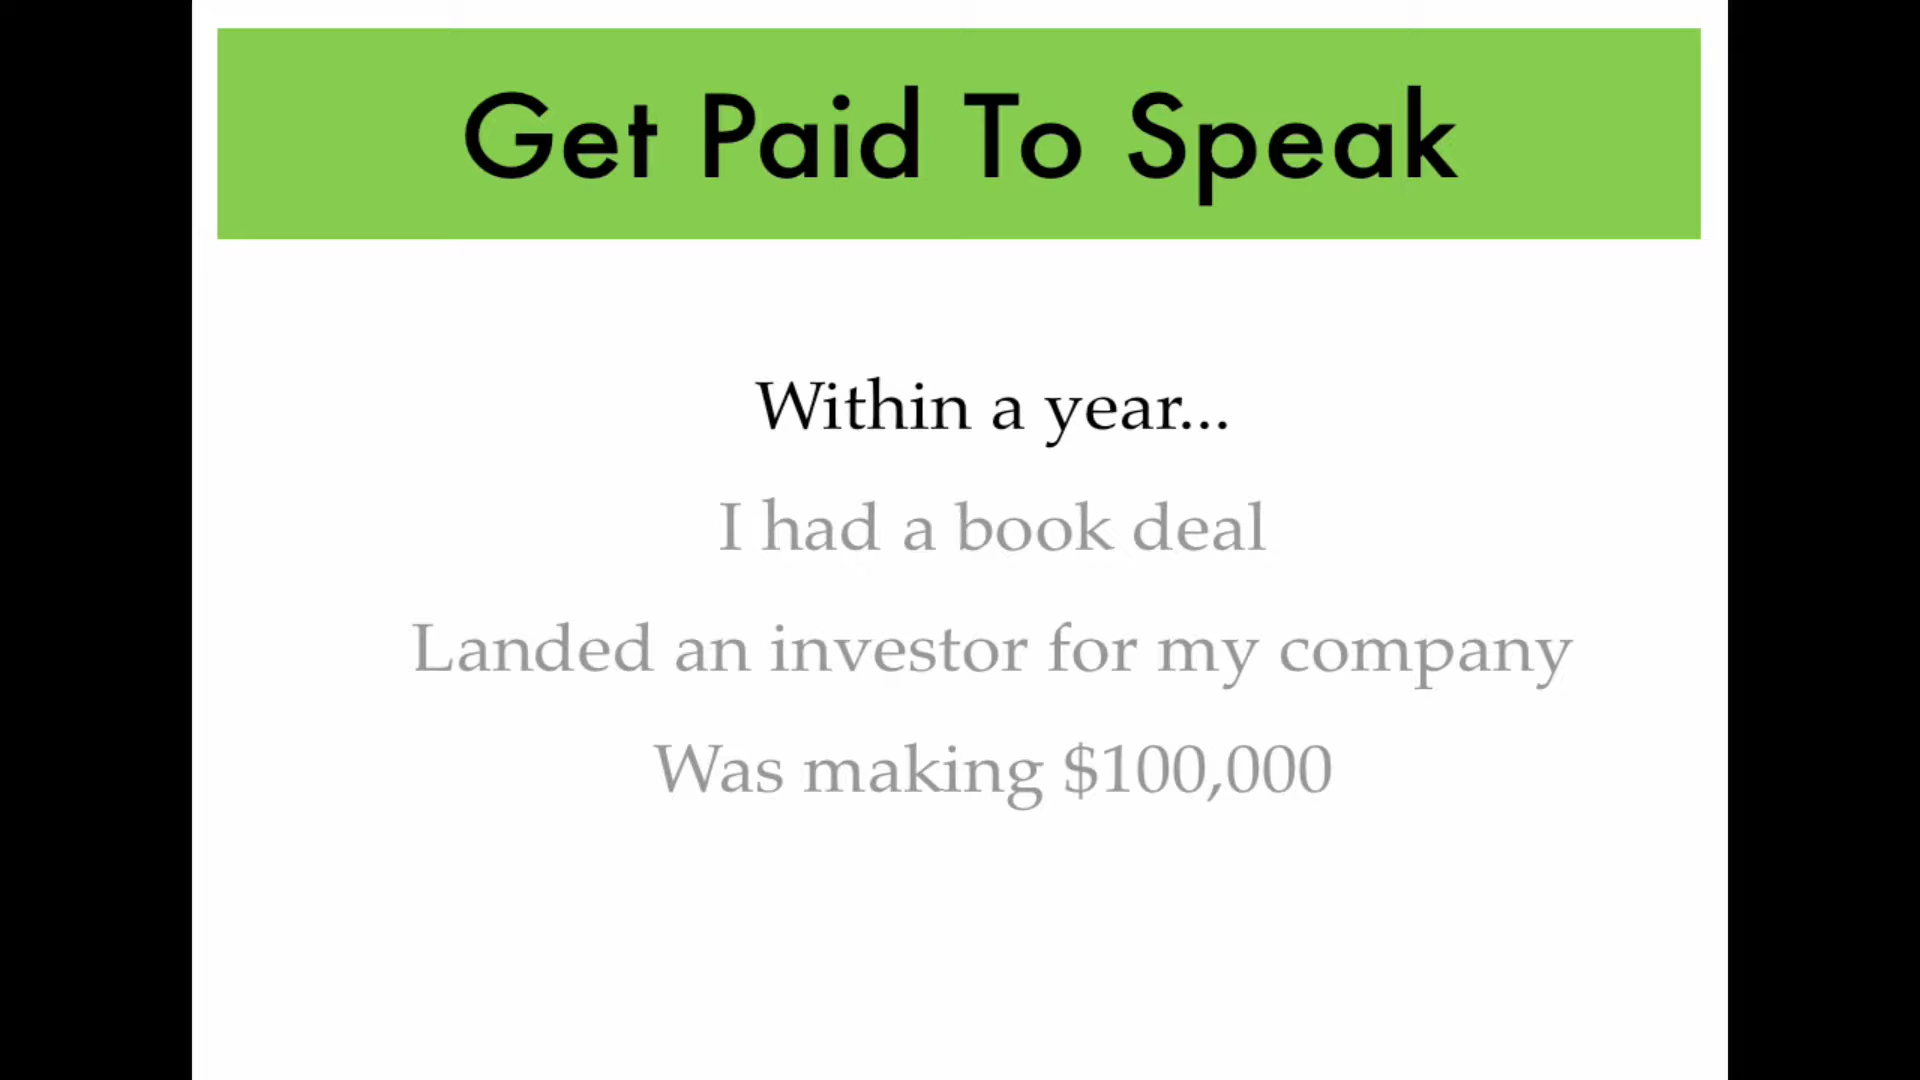 Get Paid To Speak
Within a year...
I had a book deal
Landed an investor for my company
Was making $100,000